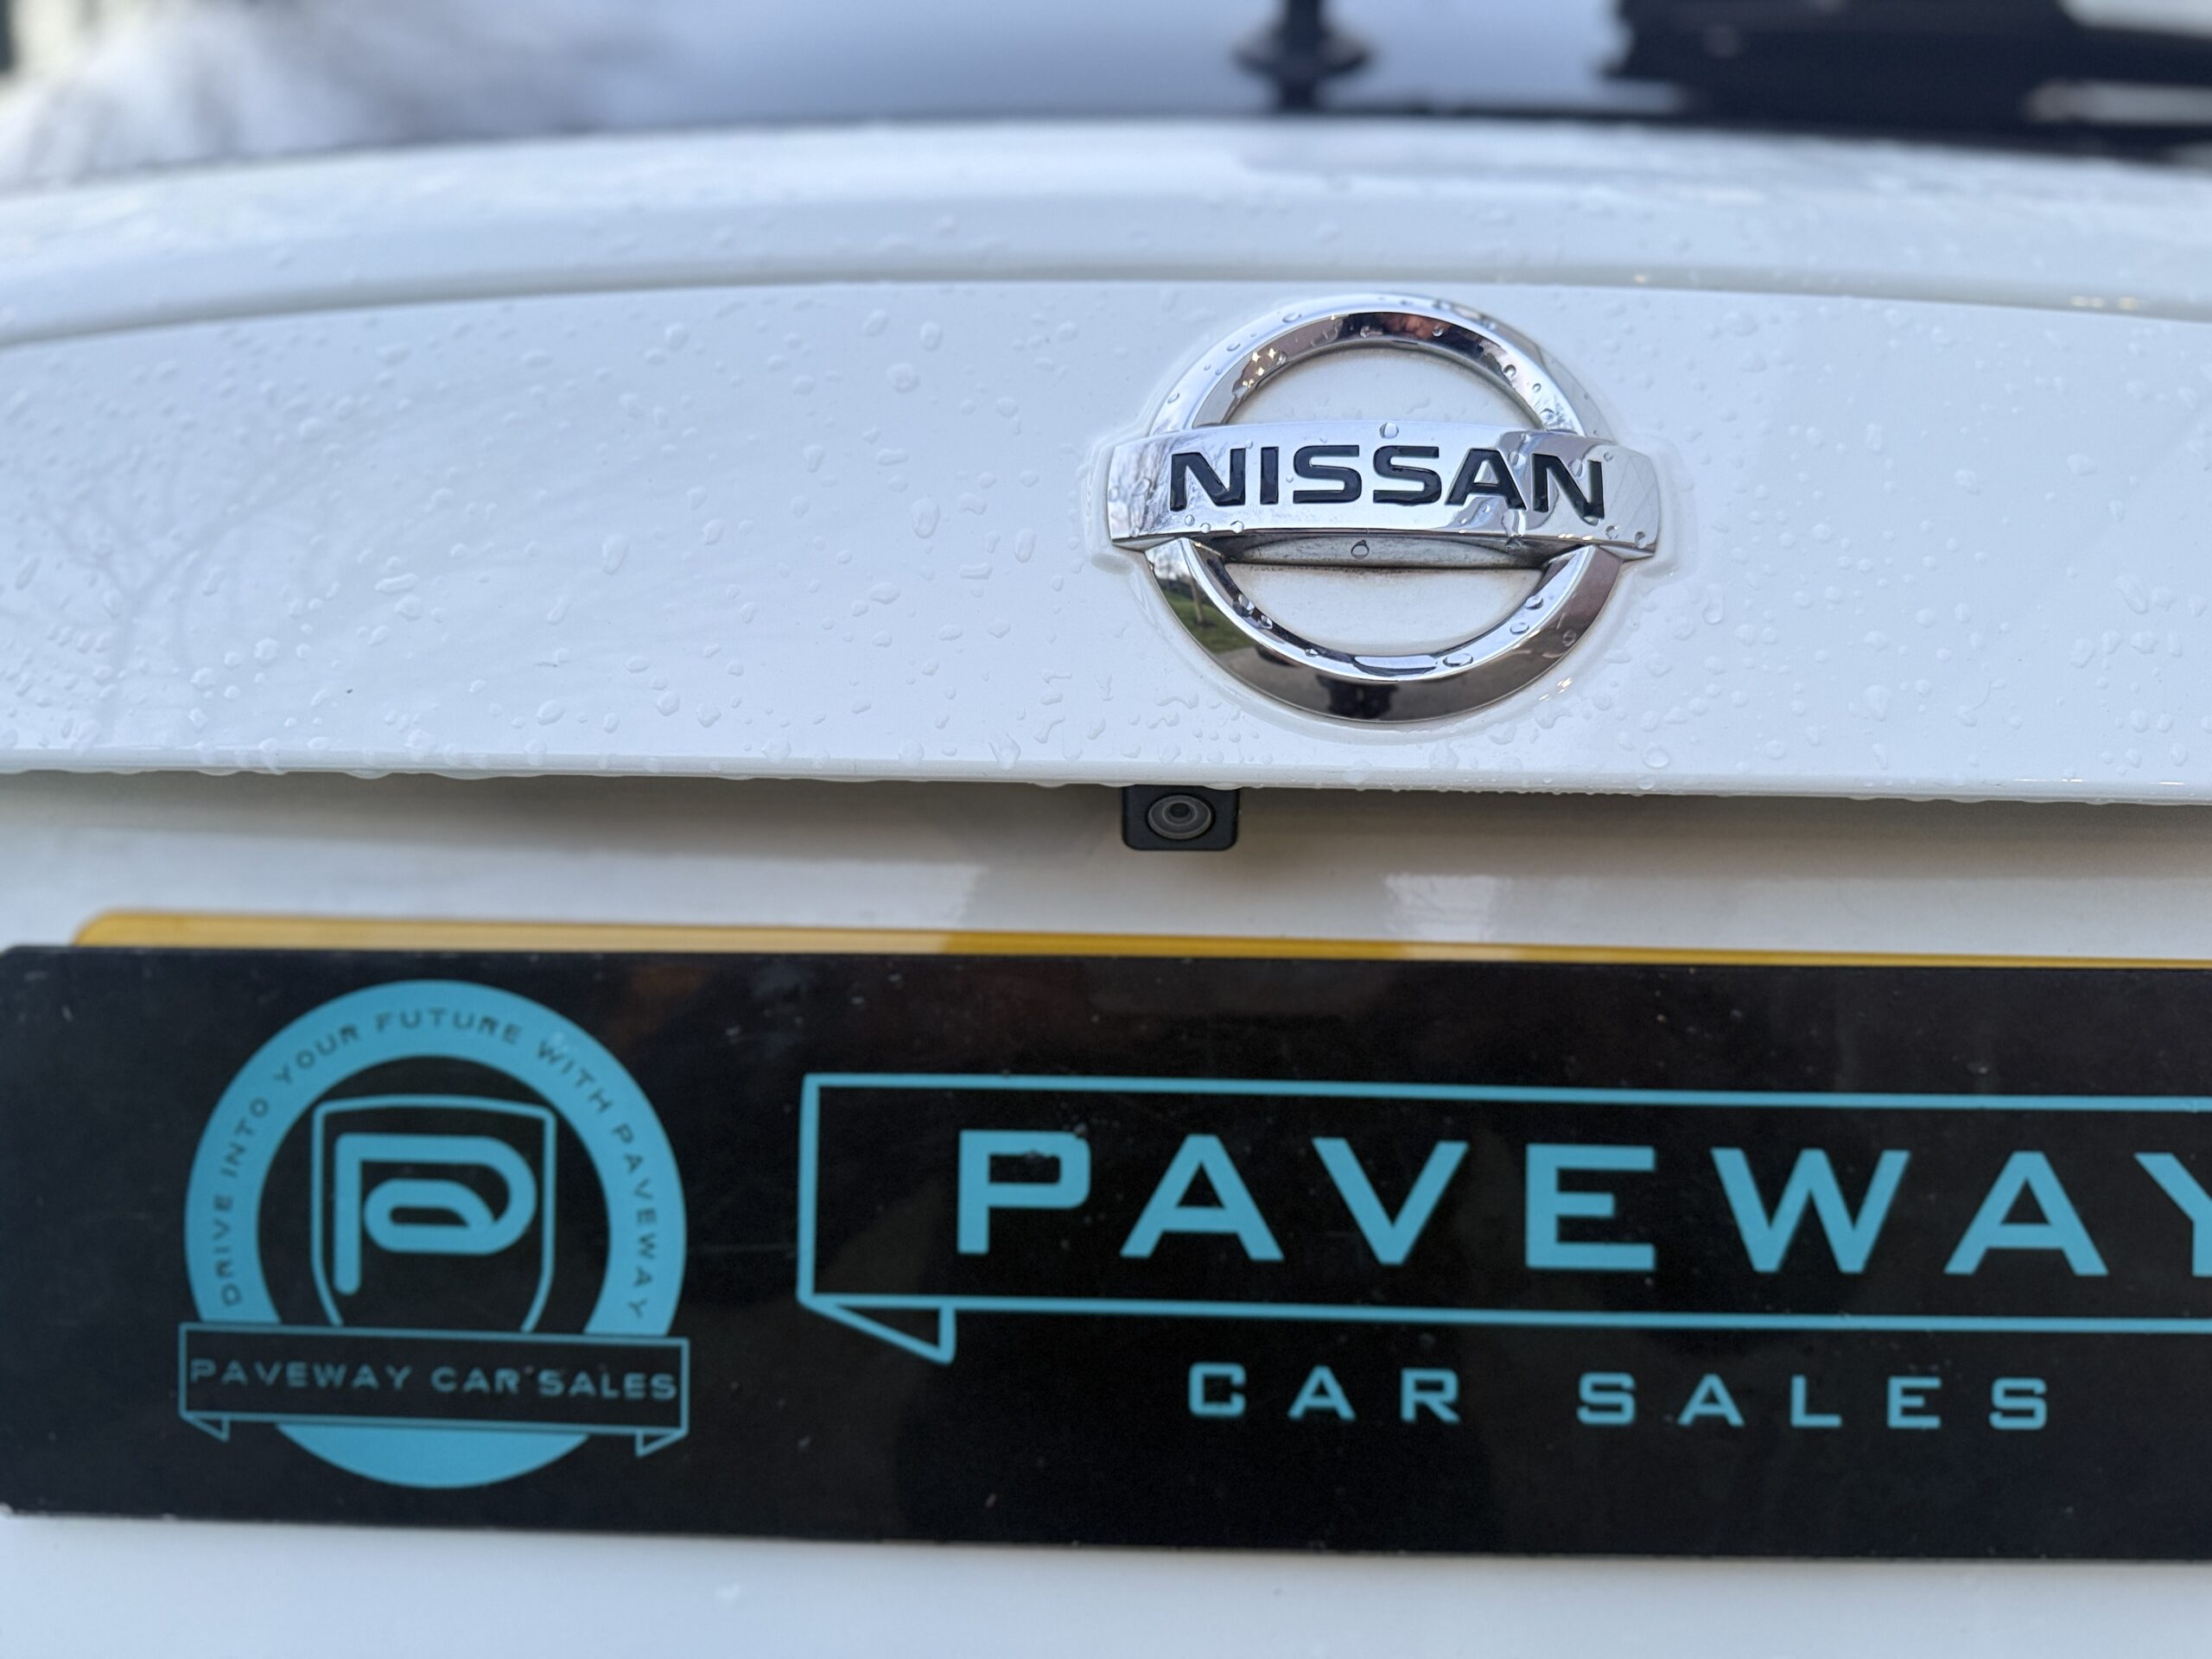 NISSAN
DRIVE INTO YOUR FUTURE WITH PAVEWAY
PAVEWAY CAR SALES
PAVEWAY
CAR SALES